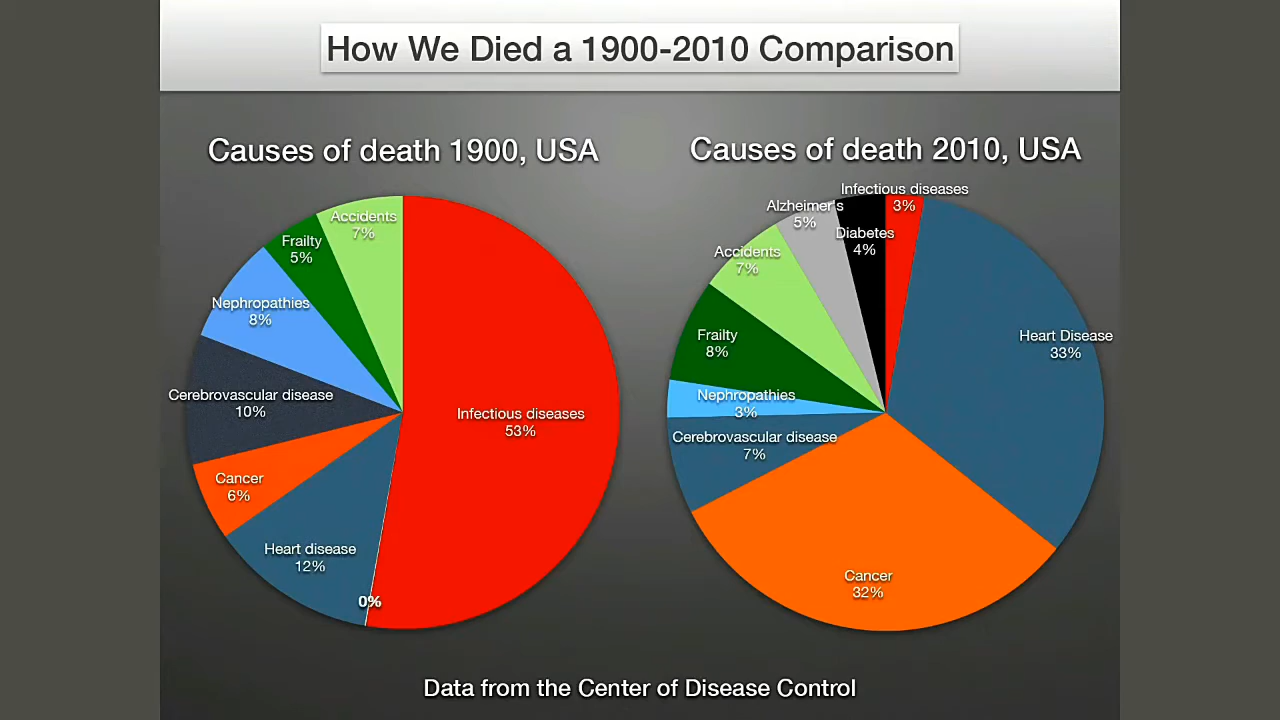 How We Died a 1900-2010 Comparison
Causes of death 1900, USA
Accidents
7%
Frailty
5%
Nephropathies
8%
Cerebrovascular disease
10%
Infectious diseases
53%
Cancer
6%
Heart disease
12%
0%
Causes of death 2010, USA
Infectious diseases
3%
Alzheimer's
5%
Diabetes
4%
Accidents
7%
Heart Disease
33%
Frailty
8%
Nephropathies
3%
Cerebrovascular disease
7%
Cancer
32%
Data from the Center of Disease Control